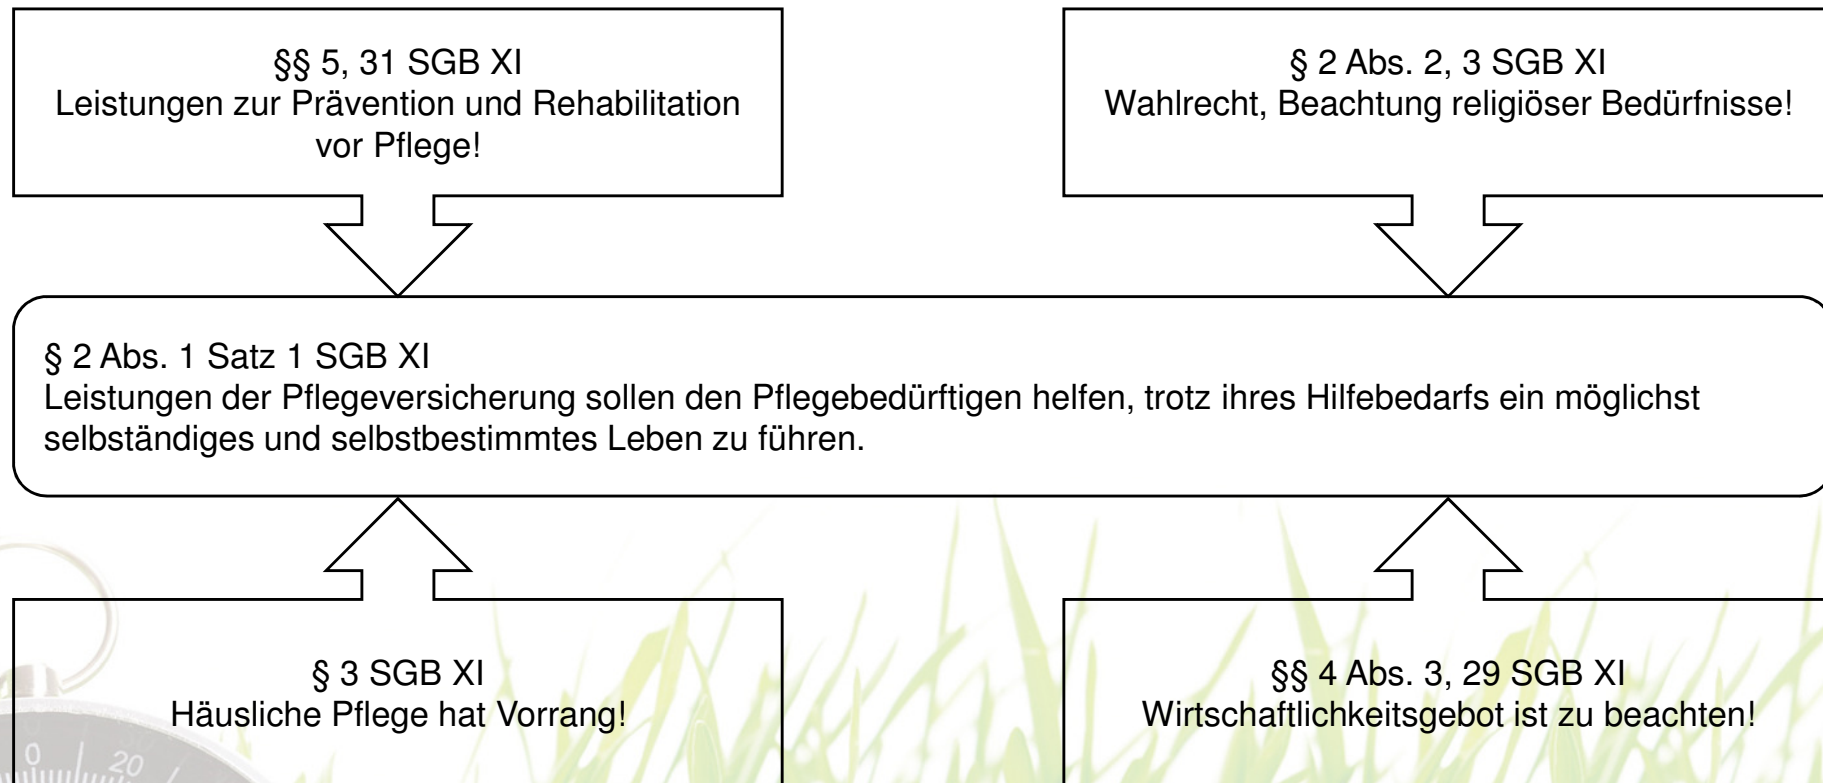 §§ 5, 31 SGB XI
Leistungen zur Prävention und Rehabilitation
vor Pflege!
§ 2 Abs. 2, 3 SGB XI
Wahlrecht, Beachtung religiöser Bedürfnisse!
§ 2 Abs. 1 Satz 1 SGB XI
Leistungen der Pflegeversicherung sollen den Pflegebedürftigen helfen, trotz ihres Hilfebedarfs ein möglichst
selbständiges und selbstbestimmtes Leben zu führen.
§ 3 SGB XI
Häusliche Pflege hat Vorrang!
§§ 4 Abs. 3, 29 SGB XI
Wirtschaftlichkeitsgebot ist zu beachten!
0 20